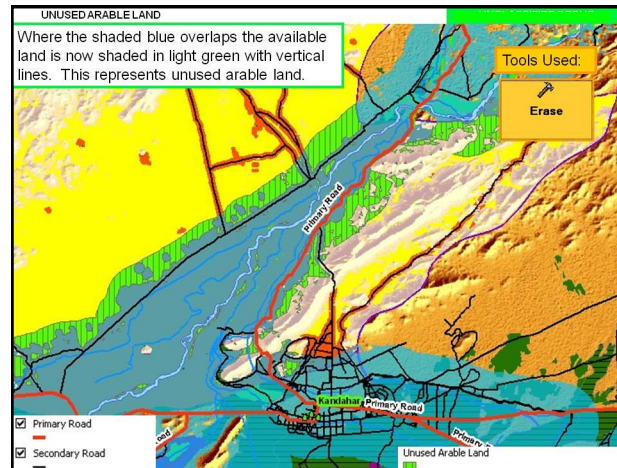 UNUSED ARABLE LAND
Where the shaded blue overlaps the available
land is now shaded in light green with vertical
lines. This represents unused arable land.
Tools Used:
Erase
Primary Road
Kandahar
Primary Road
Primary Road
Secondary Road
Unused Arable Land